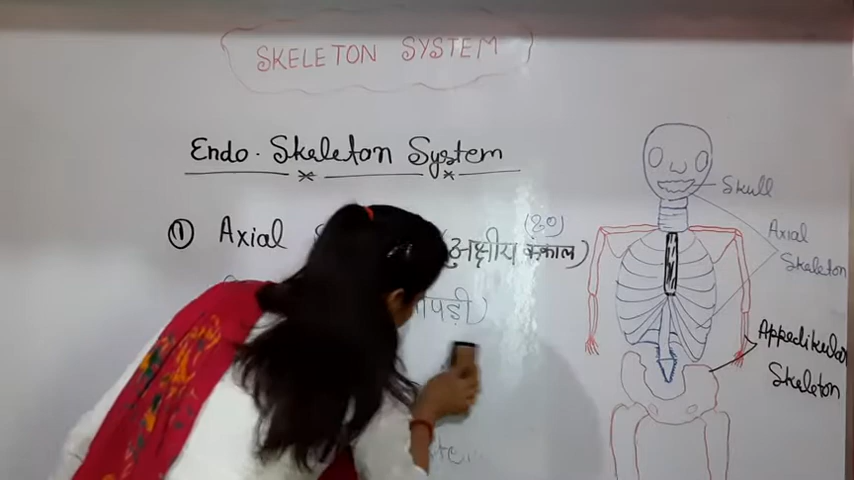 SKELETON SYSTEM
Endo. Skeleton System
① Axial
(80)
अक्षीय कंकाल)
Skull
Axial
Skeleton
Appedikular
Skeleton